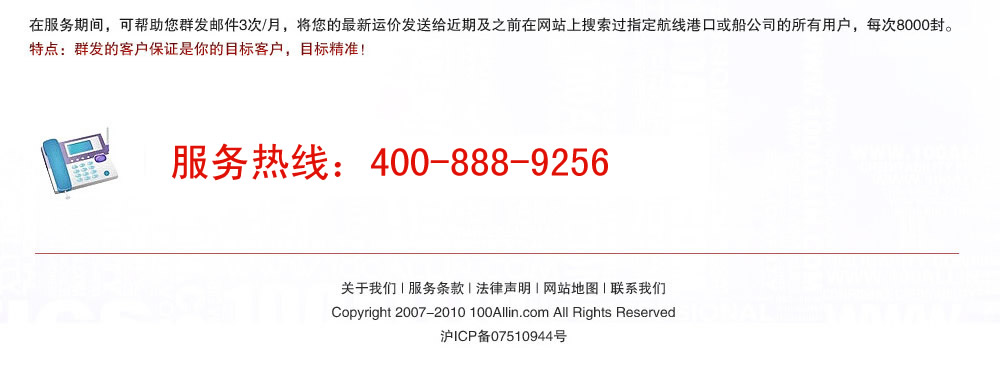 在服务期间，可帮助您群发邮件3次/月，将您的最新运价发送给近期及之前在网站上搜索过指定航线港口或船公司的所有用户，每次8000封。
特点：群发的客户保证是你的目标客户，目标精准！
服务热线：400-888-9256
关于我们 | 服务条款 | 法律声明 | 网站地图 | 联系我们
Copyright 2007-2010 100Allin.com All Rights Reserved
沪ICP备07510944号